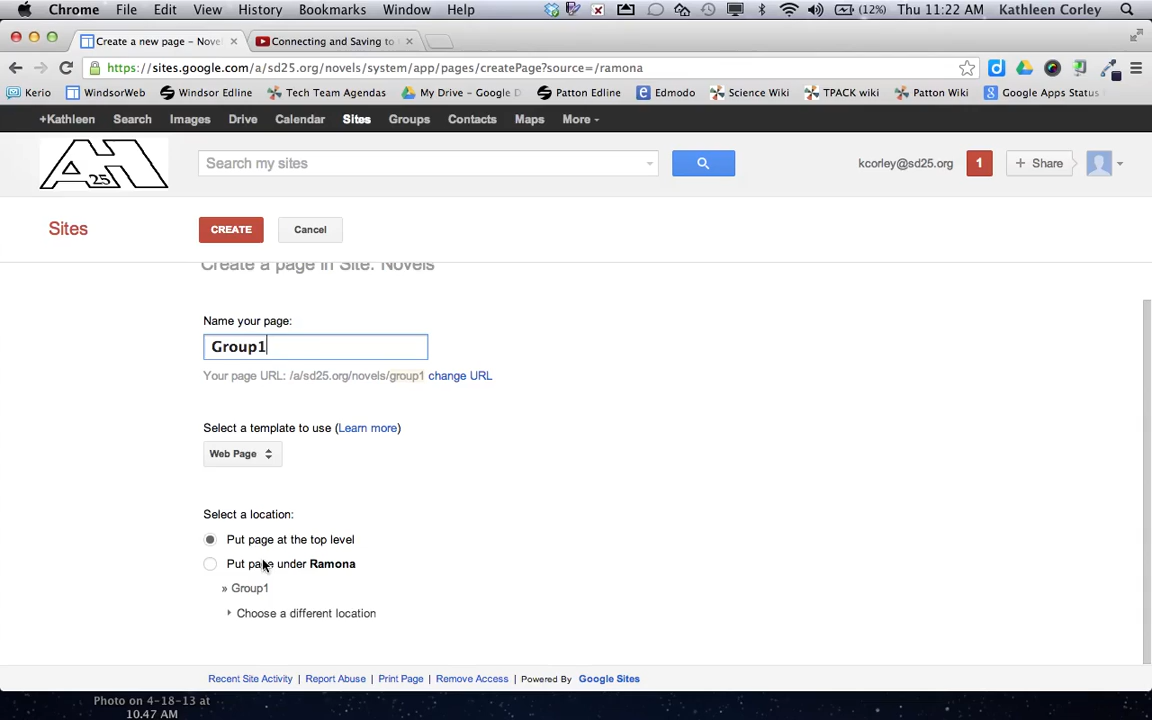 Chrome File Edit View History Bookmarks Window Help (12%) Thu 11:22 AM Kathleen Corley
Create a new page – Novel Connecting and Saving to
https://sites.google.com/a/sd25.org/novels/system/app/pages/createPage?source=/ramona
Kerio WindsorWeb Windsor Edline Tech Team Agendas My Drive – Google D Patton Edline Edmodo Science Wiki TPACK wiki Patton Wiki Google Apps Status
+Kathleen Search Images Drive Calendar Sites Groups Contacts Maps More
AH 25 Search my sites kcorley@sd25.org 1 + Share
Sites CREATE Cancel
Create a page in Site: Novels
Name your page:
Group1
Your page URL: /a/sd25.org/novels/group1 change URL
Select a template to use (Learn more)
Web Page
Select a location:
Put page at the top level
Put page under Ramona
» Group1
Choose a different location
Recent Site Activity | Report Abuse | Print Page | Remove Access | Powered By Google Sites
Photo on 4-18-13 at
10.47 AM